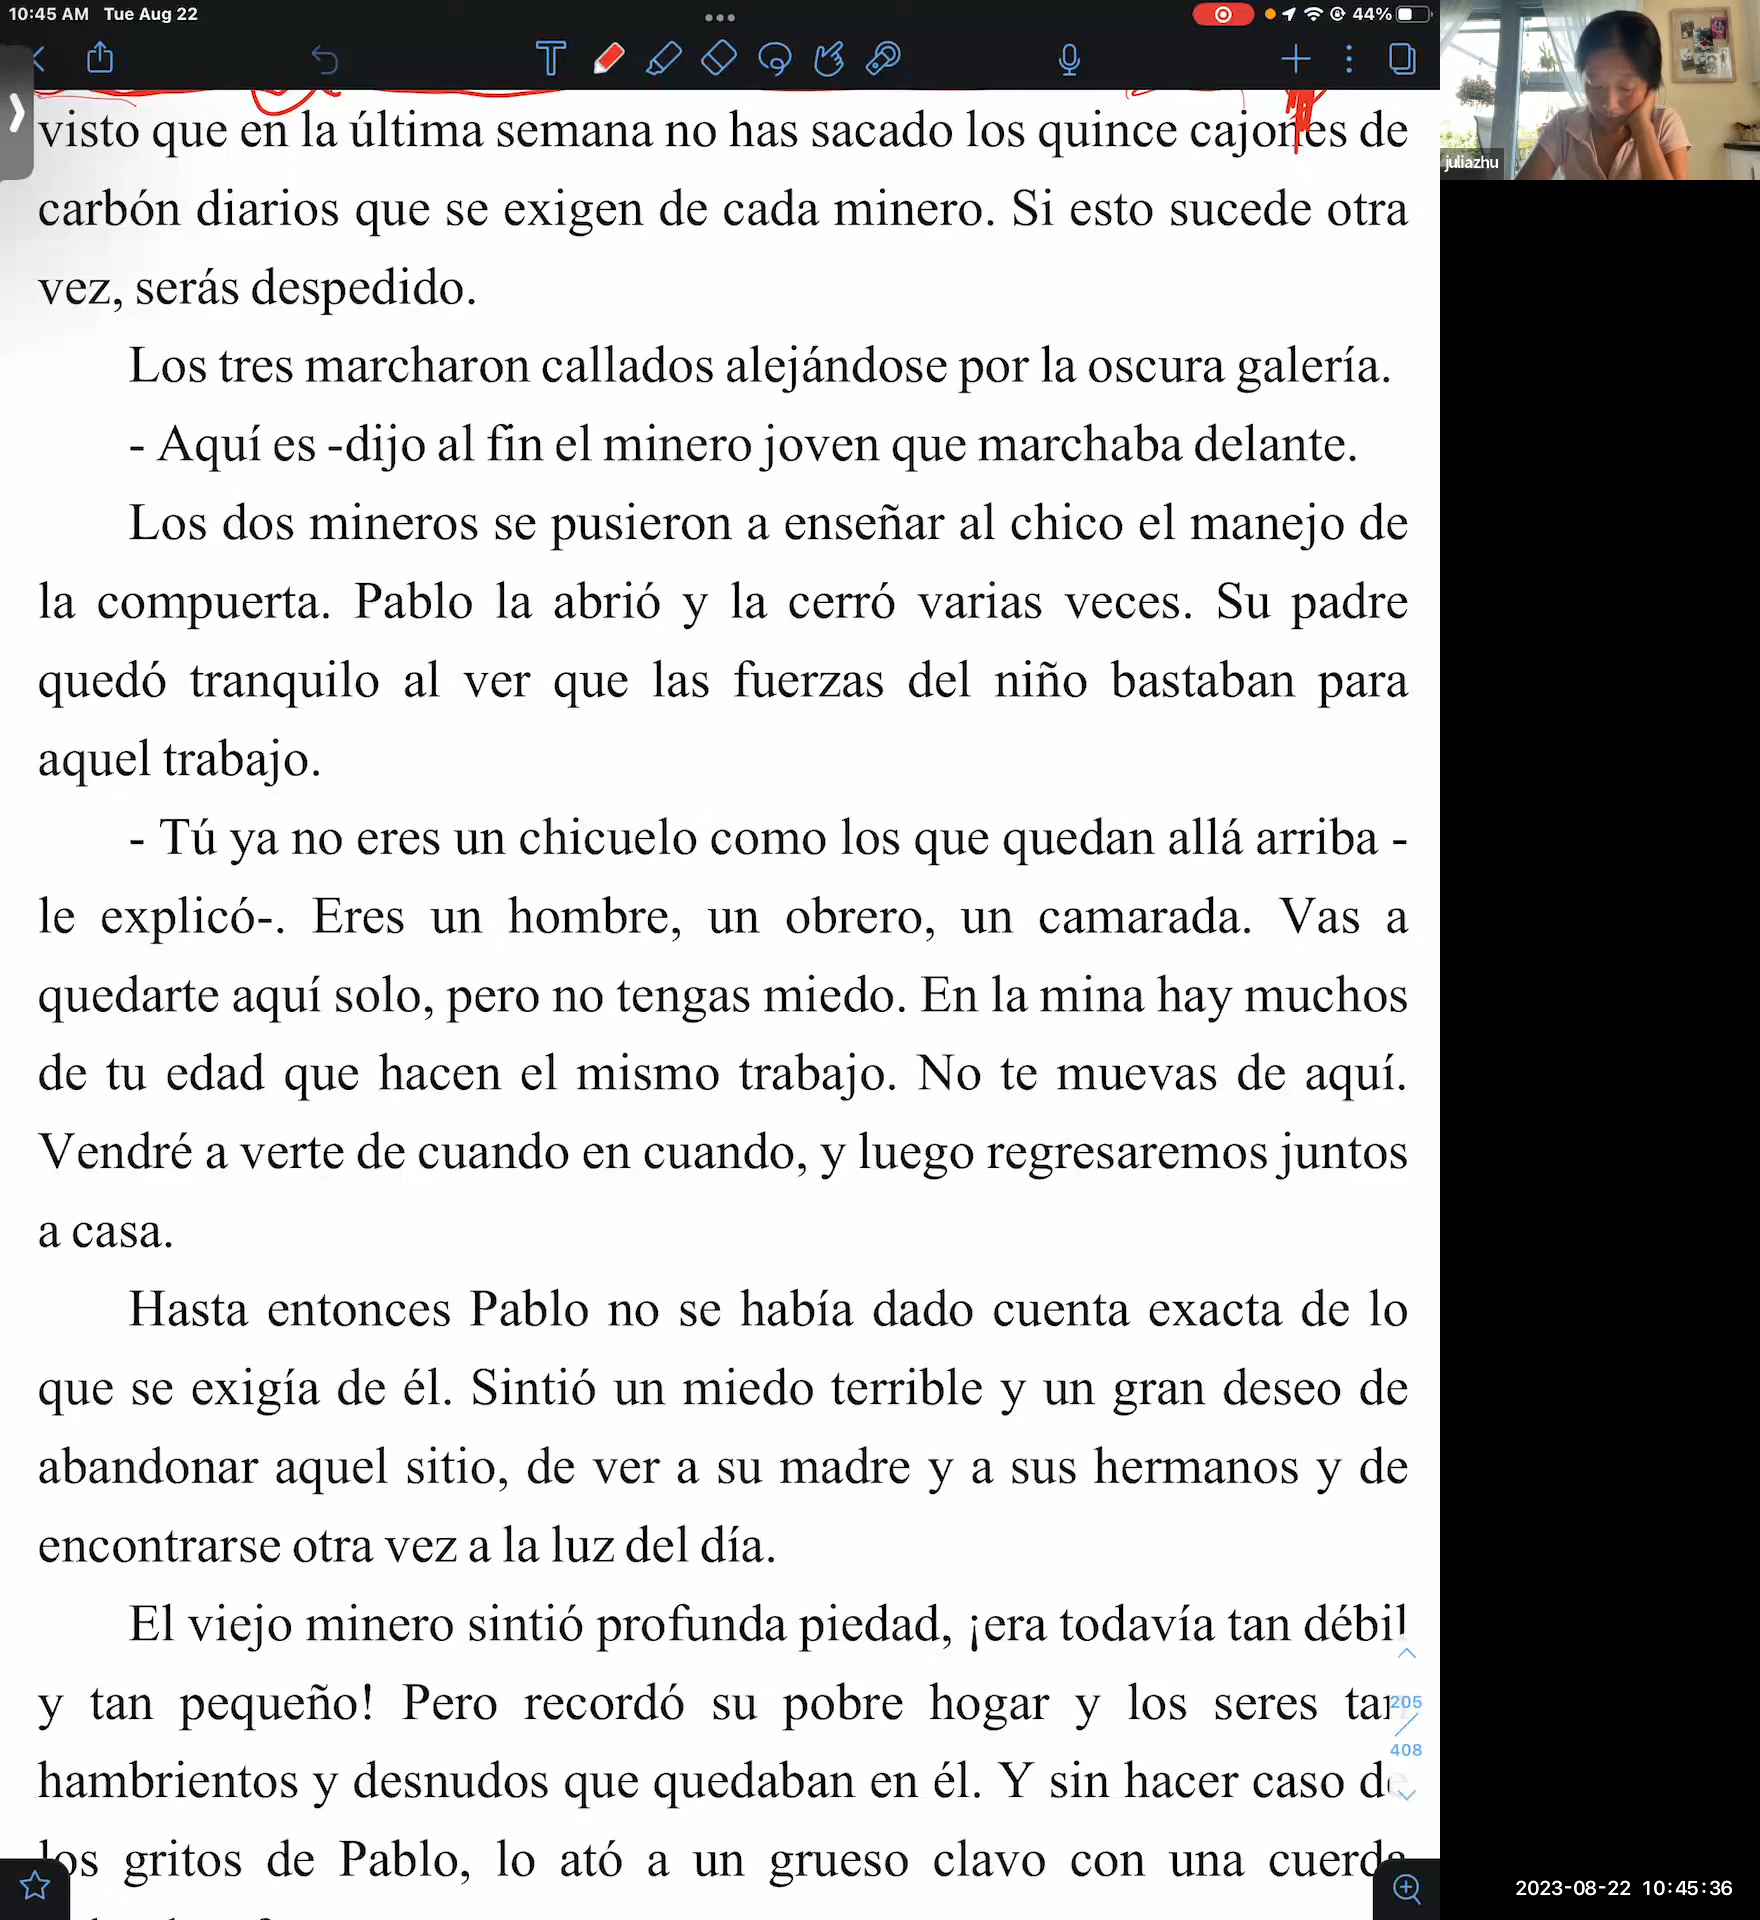 10:45 AM Tue Aug 22
44%
visto que en la última semana no has sacado los quince cajones de
carbón diarios que se exigen de cada minero. Si esto sucede otra
vez, serás despedido.
Los tres marcharon callados alejándose por la oscura galería.
- Aquí es -dijo al fin el minero joven que marchaba delante.
Los dos mineros se pusieron a enseñar al chico el manejo de
la compuerta. Pablo la abrió y la cerró varias veces. Su padre
quedó tranquilo al ver que las fuerzas del niño bastaban para
aquel trabajo.
- Tú ya no eres un chicuelo como los que quedan allá arriba -
le explicó-. Eres un hombre, un obrero, un camarada. Vas a
quedarte aquí solo, pero no tengas miedo. En la mina hay muchos
de tu edad que hacen el mismo trabajo. No te muevas de aquí.
Vendré a verte de cuando en cuando, y luego regresaremos juntos
a casa.
Hasta entonces Pablo no se había dado cuenta exacta de lo
que se exigía de él. Sintió un miedo terrible y un gran deseo de
abandonar aquel sitio, de ver a su madre y a sus hermanos y de
encontrarse otra vez a la luz del día.
El viejo minero sintió profunda piedad, ¡era todavía tan débil
y tan pequeño! Pero recordó su pobre hogar y los seres tan
hambrientos y desnudos que quedaban en él. Y sin hacer caso de
los gritos de Pablo, lo ató a un grueso clavo con una cuerda
205
408
juliazhu
2023-08-22 10:45:36